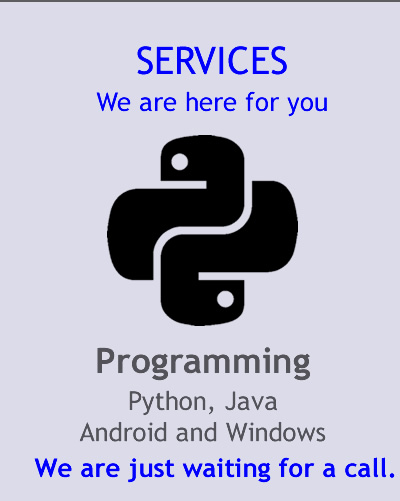 SERVICES
We are here for you
Programming
Python, Java
Android and Windows
We are just waiting for a call.